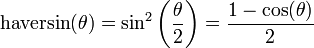 haversin(θ) = sin²(θ/2) = (1 − cos(θ))/2